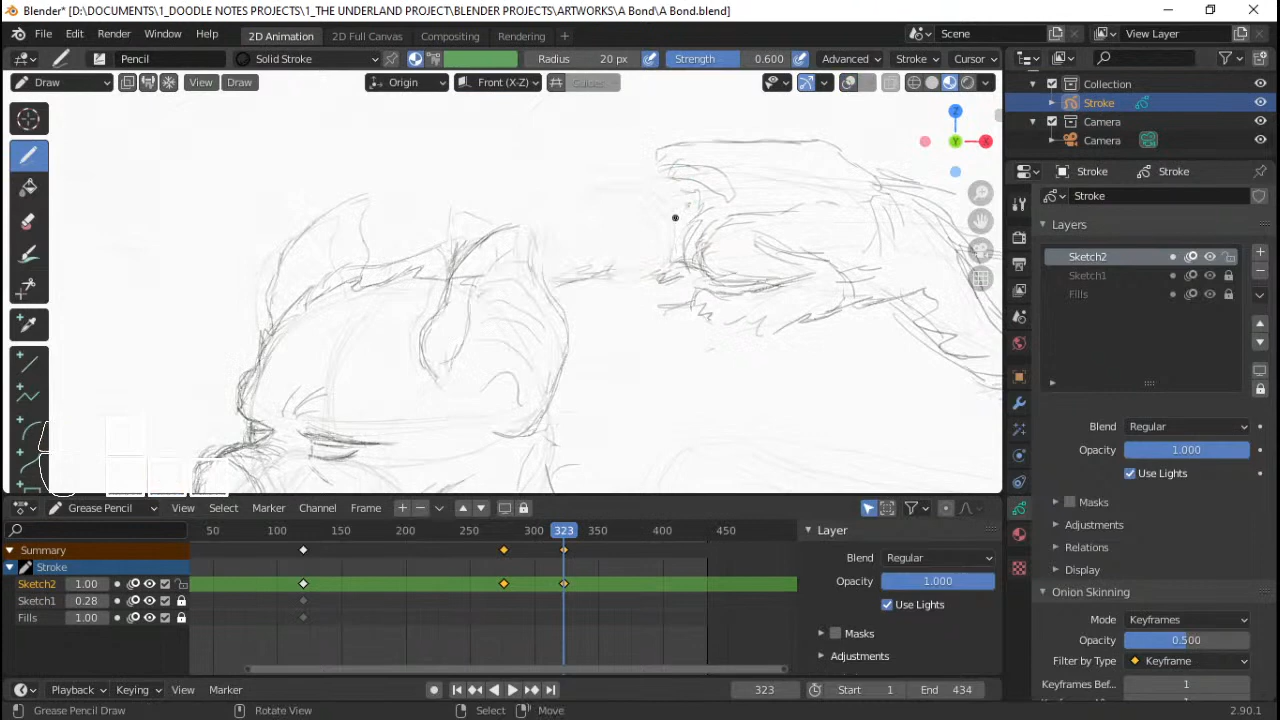 Blender* [D:\DOCUMENTS\1_DOODLE NOTES PROJECTS\1_THE UNDERLAND PROJECT\BLENDER PROJECTS\ARTWORKS\A Bond\A Bond.blend]
File Edit Render Window Help 2D Animation 2D Full Canvas Compositing Rendering Scene View Layer
Pencil Solid Stroke Radius 20 px Strength 0.600 Advanced Stroke Cursor
Draw View Draw Origin Front (X-Z) Guides
Collection
Stroke
Camera
Camera
Z
Y
X
Stroke Stroke
Stroke
Layers
Sketch2
Sketch1
Fills
Blend Regular
Opacity 1.000
Use Lights
Masks
Adjustments
Relations
Display
Onion Skinning
Mode Keyframes
Opacity 0.500
Filter by Type Keyframe
Keyframes Bef.. 1
Keyframes After 1
Grease Pencil View Select Marker Channel Frame
50 100 150 200 250 300 323 350 400 450
Summary
Stroke
Sketch2 1.00
Sketch1 0.28
Fills 1.00
Layer
Blend Regular
Opacity 1.000
Use Lights
Masks
Adjustments
Playback Keying View Marker 323 Start 1 End 434
Grease Pencil Draw Rotate View Select Move 2.90.1